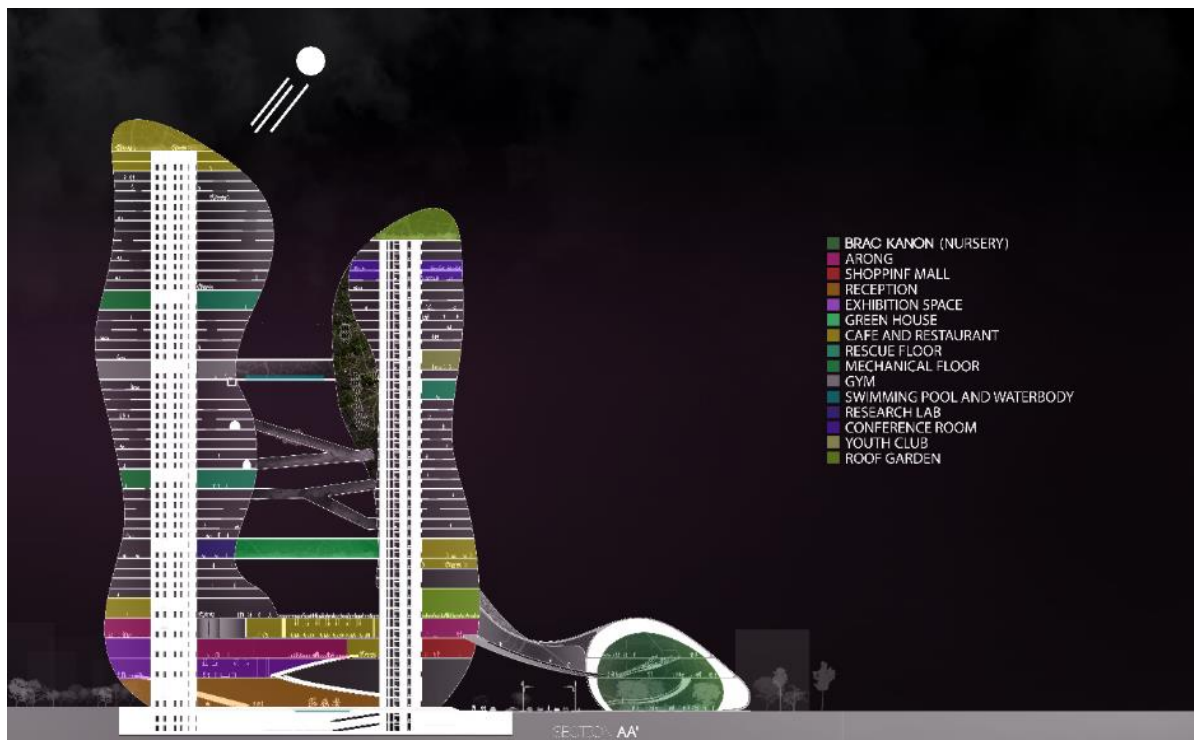 BRAC KANON (NURSERY)
ARONG
SHOPPINF MALL
RECEPTION
EXHIBITION SPACE
GREEN HOUSE
CAFE AND RESTAURANT
RESCUE FLOOR
MECHANICAL FLOOR
GYM
SWIMMING POOL AND WATERBODY
RESEARCH LAB
CONFERENCE ROOM
YOUTH CLUB
ROOF GARDEN
SECTION AA'